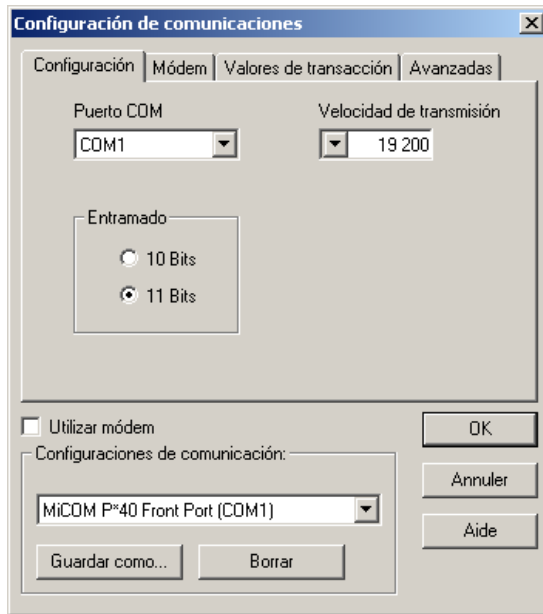 Configuración de comunicaciones
Configuración Módem Valores de transacción Avanzadas
Puerto COM Velocidad de transmisión
COM1 19 200
Entramado
10 Bits
11 Bits
Utilizar módem
OK
Configuraciones de comunicación:
Annuler
MiCOM P*40 Front Port (COM1)
Aide
Guardar como... Borrar